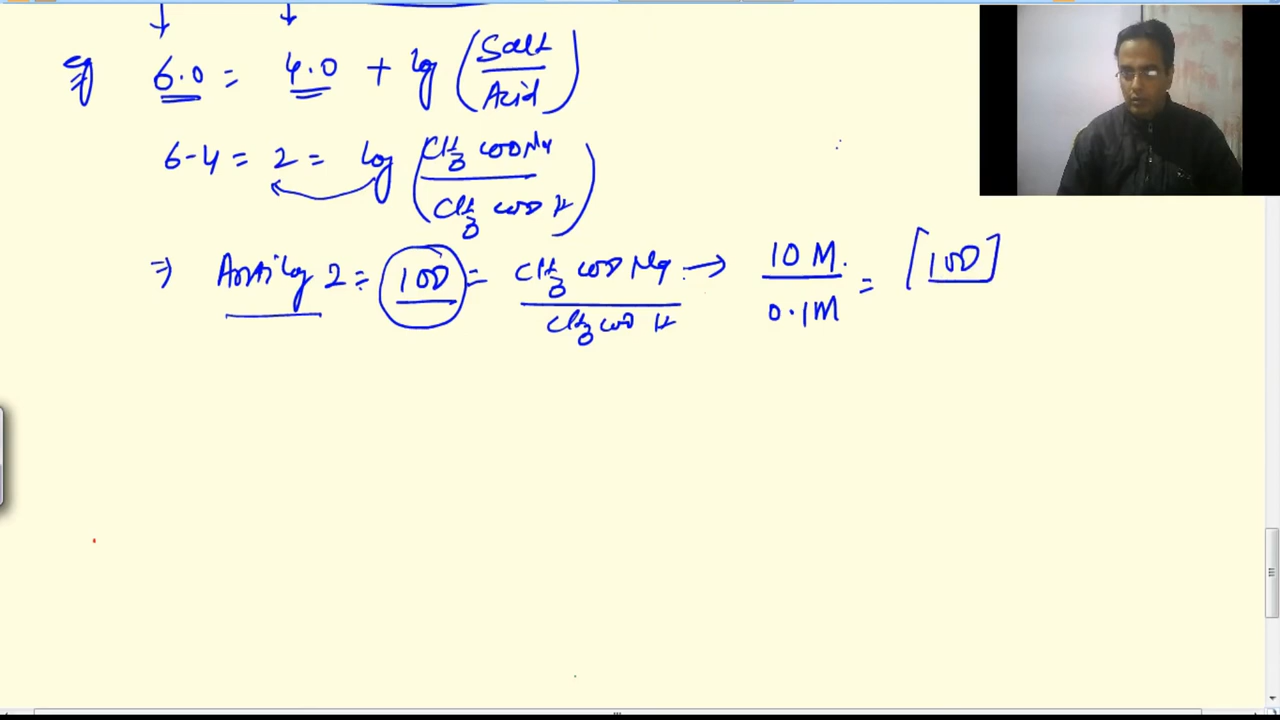 eg 6.0 = 4.0 + log (Salt / Acid)
6-4 = 2 = log (CH3COONa / CH3COOH)
⇒ Antilog 2 = 100 = CH3COONa / CH3COOH → 10 M. / 0.1M = [100]